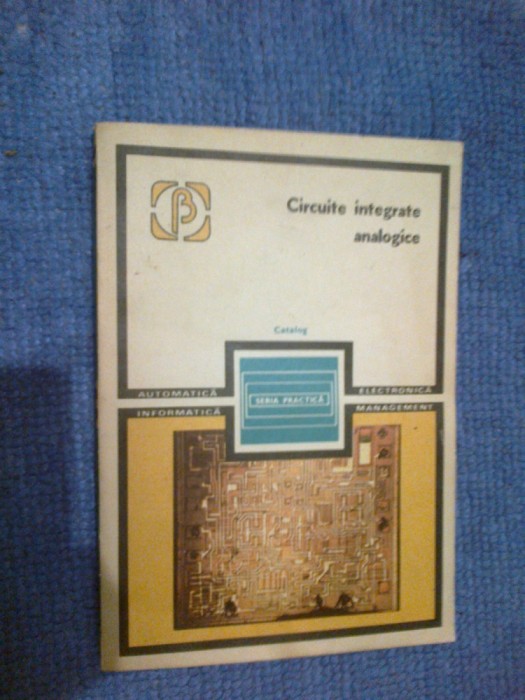 β
Circuite integrate
analogice
Catalog
AUTOMATICĂ
ELECTRONICĂ
SERIA PRACTICĂ
INFORMATICĂ
MANAGEMENT